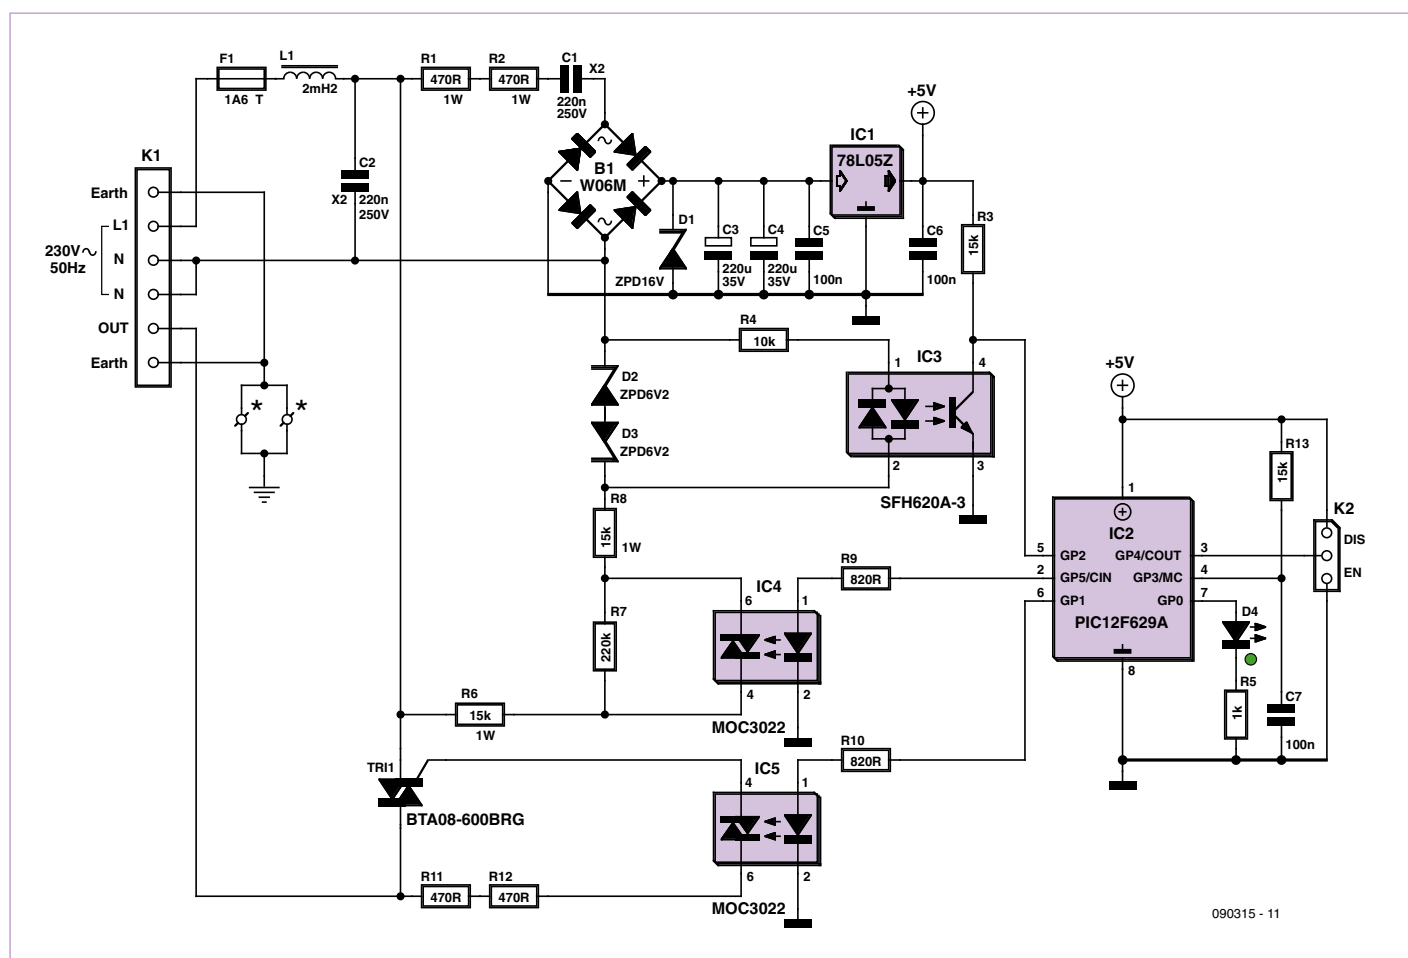 F1
1A6 T
L1
2mH2
R1
470R
1W
R2
470R
1W
C1
X2
220n
250V
+5V
IC1
78L05Z
K1
Earth
L1
N
N
OUT
Earth
230V~
50Hz
C2
X2
220n
250V
~
B1
W06M
- +
~
D1
ZPD16V
C3
220u
35V
C4
220u
35V
C5
100n
C6
100n
R3
15k
* *
R4
10k
D2
ZPD6V2
D3
ZPD6V2
IC3
1
4
2
3
SFH620A-3
R8
15k
1W
R7
220k
R6
15k
1W
IC4
6
1
4
2
MOC3022
R9
820R
R10
820R
TRI1
BTA08-600BRG
IC5
4
1
6
2
MOC3022
R11
470R
R12
470R
+5V
1
+
IC2
5 GP2 GP4/COUT 3
2 GP5/CIN GP3/MC 4
6 GP1 GP0 7
PIC12F629A
8
R13
15k
K2
DIS
EN
D4
R5
1k
C7
100n
090315 - 11